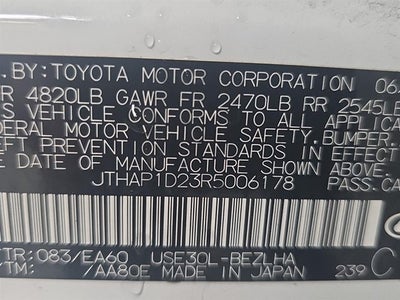 . BY: TOYOTA MOTOR CORPORATION 06
R 4820LB GAWR FR 2470LB RR 2545L
S VEHICLE CONFORMS TO ALL APPLICA
DERAL MOTOR VEHICLE SAFETY, BUMPER,
EFT PREVENTION STANDARDS IN EFFECT
E DATE OF MANUFACTURE SHOWN ABOVE.
JTHAP1D23R5006178 PASS.CA
TR: 083/EA60 USE30L-BEZLHA
TM: /AA80E MADE IN JAPAN 239 C